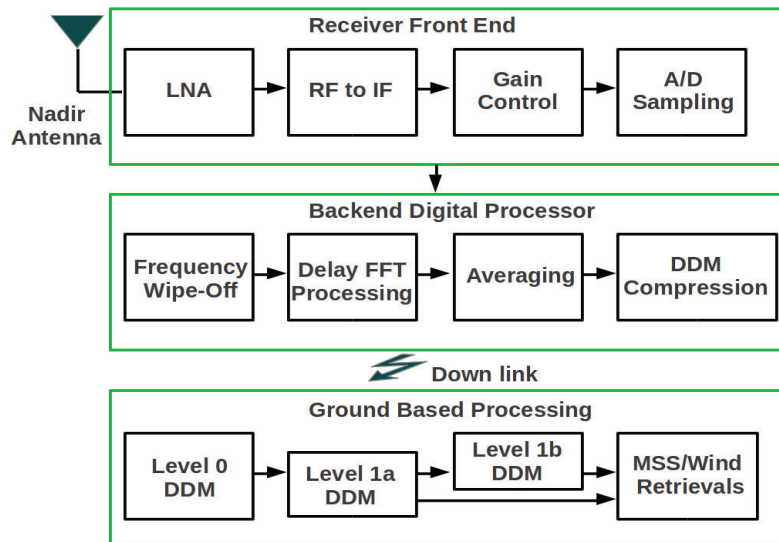 Receiver Front End
Nadir
Antenna
LNA
RF to IF
Gain
Control
A/D
Sampling
Backend Digital Processor
Frequency
Wipe-Off
Delay FFT
Processing
Averaging
DDM
Compression
Down link
Ground Based Processing
Level 0
DDM
Level 1a
DDM
Level 1b
DDM
MSS/Wind
Retrievals